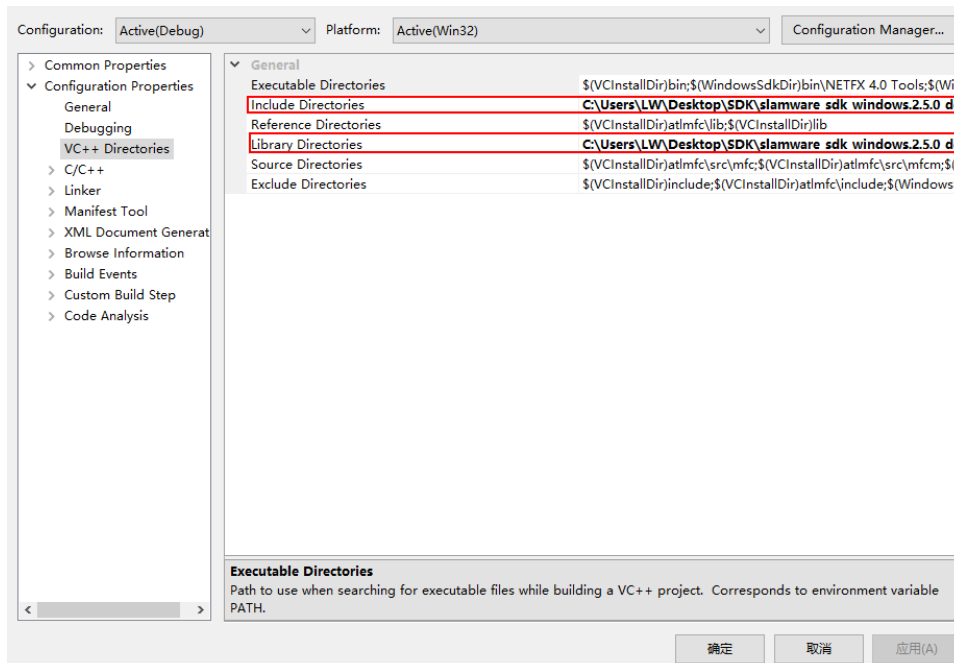 Configuration: Active(Debug) Platform: Active(Win32) Configuration Manager...
Common Properties
Configuration Properties
General
Debugging
VC++ Directories
C/C++
Linker
Manifest Tool
XML Document Generat
Browse Information
Build Events
Custom Build Step
Code Analysis
General
Executable Directories $(VCInstallDir)bin;$(WindowsSdkDir)bin\NETFX 4.0 Tools;$(Wi
Include Directories C:\Users\LW\Desktop\SDK\slamware sdk windows.2.5.0 d
Reference Directories $(VCInstallDir)atlmfc\lib;$(VCInstallDir)lib
Library Directories C:\Users\LW\Desktop\SDK\slamware sdk windows.2.5.0 d
Source Directories $(VCInstallDir)atlmfc\src\mfc;$(VCInstallDir)atlmfc\src\mfcm;$(
Exclude Directories $(VCInstallDir)include;$(VCInstallDir)atlmfc\include;$(Windows
Executable Directories
Path to use when searching for executable files while building a VC++ project. Corresponds to environment variable
PATH.
确定 取消 应用(A)